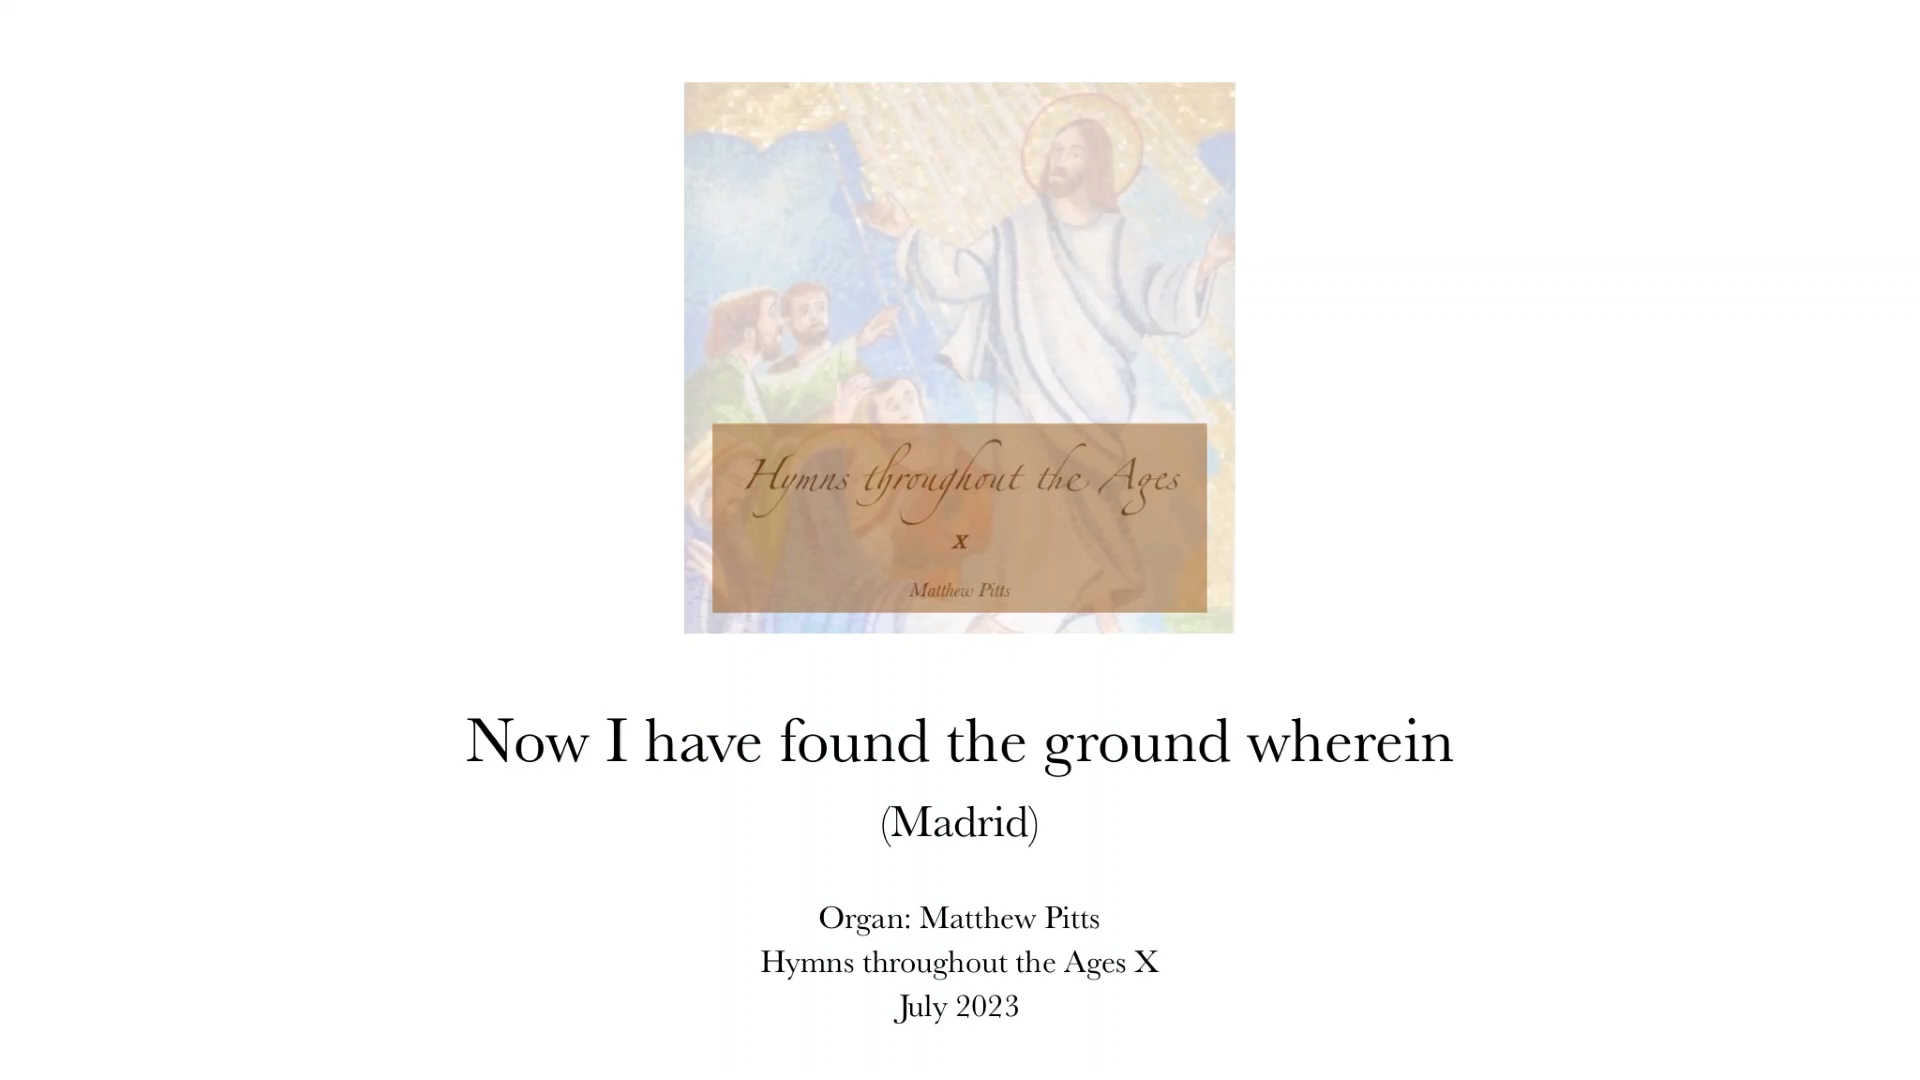 Hymns throughout the Ages
X
Matthew Pitts
Now I have found the ground wherein
(Madrid)
Organ: Matthew Pitts
Hymns throughout the Ages X
July 2023